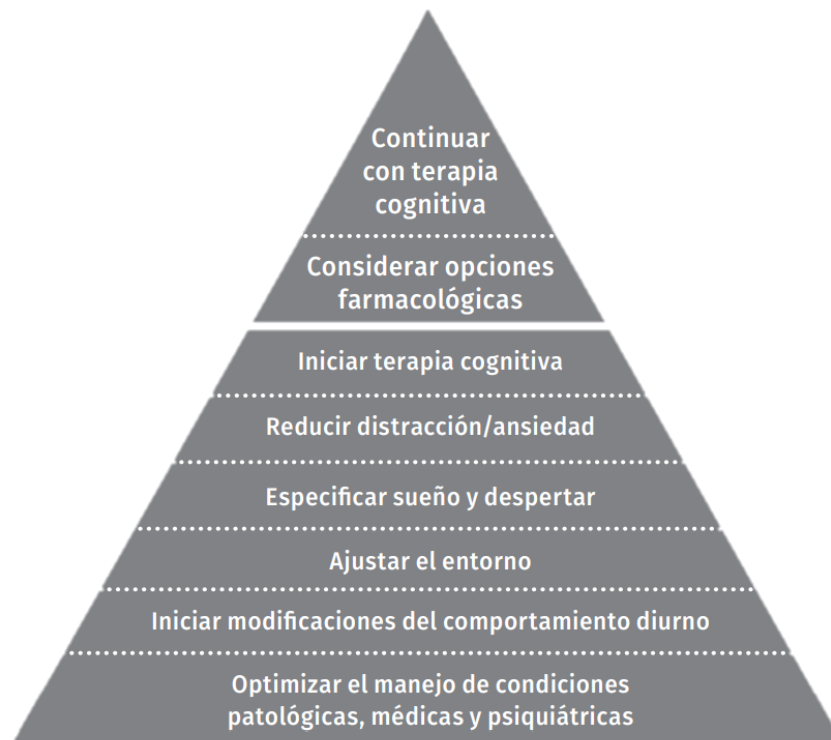 Continuar
con terapia
cognitiva
Considerar opciones
farmacológicas
Iniciar terapia cognitiva
Reducir distracción/ansiedad
Especificar sueño y despertar
Ajustar el entorno
Iniciar modificaciones del comportamiento diurno
Optimizar el manejo de condiciones
patológicas, médicas y psiquiátricas